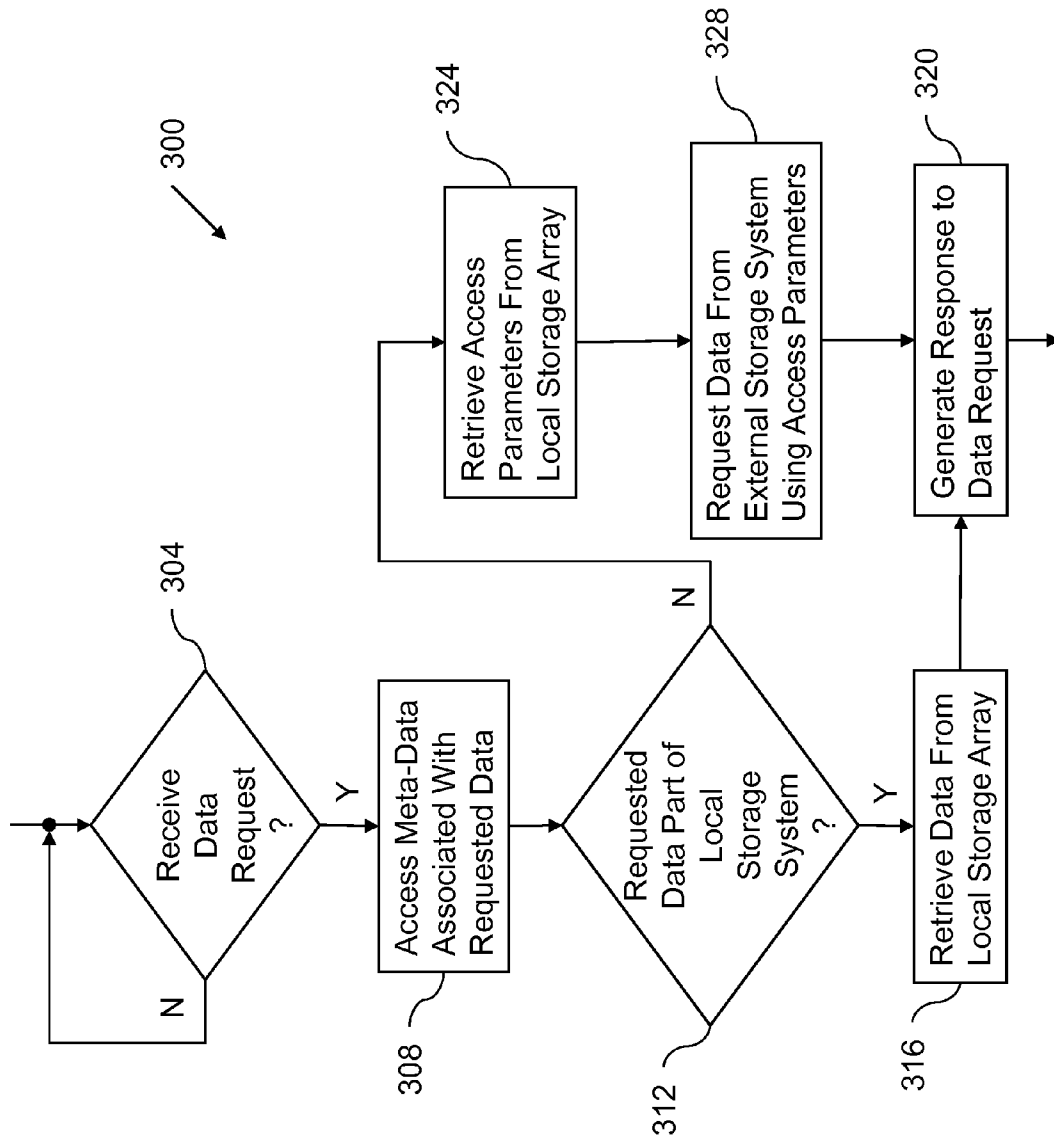 300
304
Receive
Data
Request
?
N
Y
308
Access Meta-Data
Associated With
Requested Data
312
Requested
Data Part of
Local
Storage
System
?
N
Y
316
Retrieve Data From
Local Storage Array
324
Retrieve Access
Parameters From
Local Storage Array
328
Request Data From
External Storage System
Using Access Parameters
320
Generate Response to
Data Request